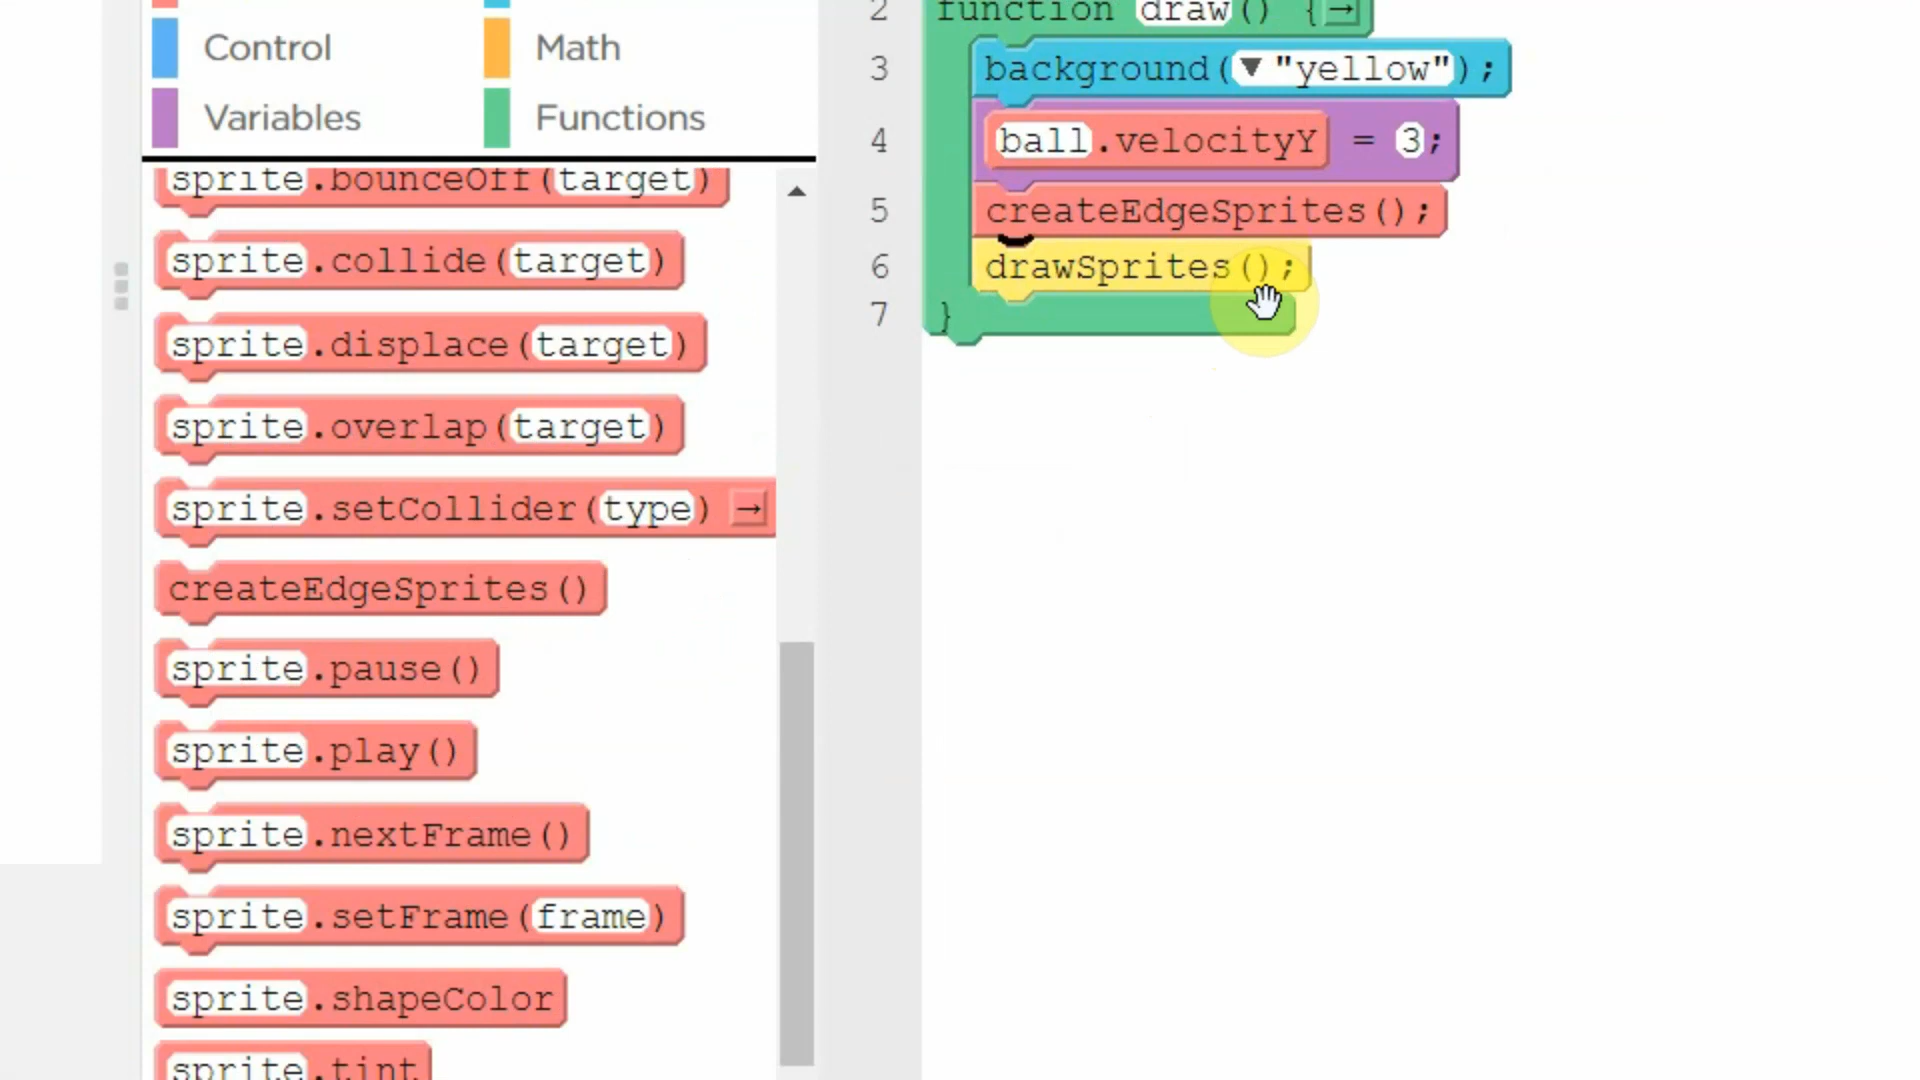 Control
Math
Variables
Functions
sprite.bounceOff(target)
sprite.collide(target)
sprite.displace(target)
sprite.overlap(target)
sprite.setCollider(type) →
createEdgeSprites()
sprite.pause()
sprite.play()
sprite.nextFrame()
sprite.setFrame(frame)
sprite.shapeColor
sprite.tint
2 function draw() { →
3 background(▼ "yellow");
4 ball.velocityY = 3;
5 createEdgeSprites();
6 drawSprites();
7 }